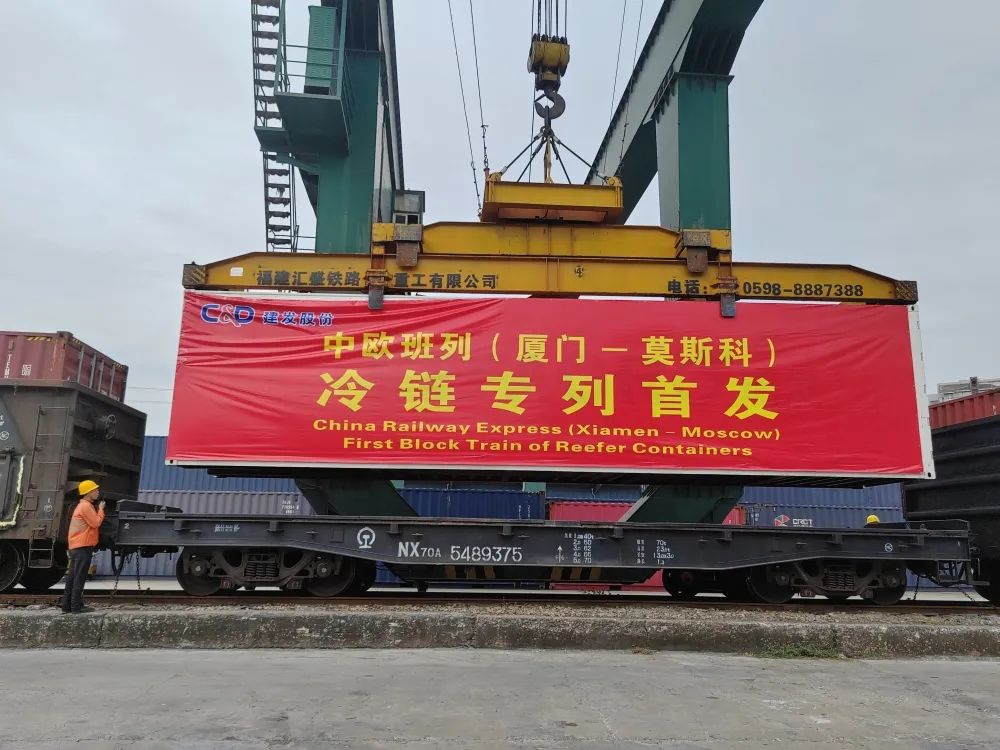 福建汇盛铁路 重工有限公司
电话: 0598-8887388
C&D 建发股份
中欧班列（厦门－莫斯科）
冷链专列首发
China Railway Express (Xiamen – Moscow)
First Block Train of Reefer Containers
NX70A 5489375
70t